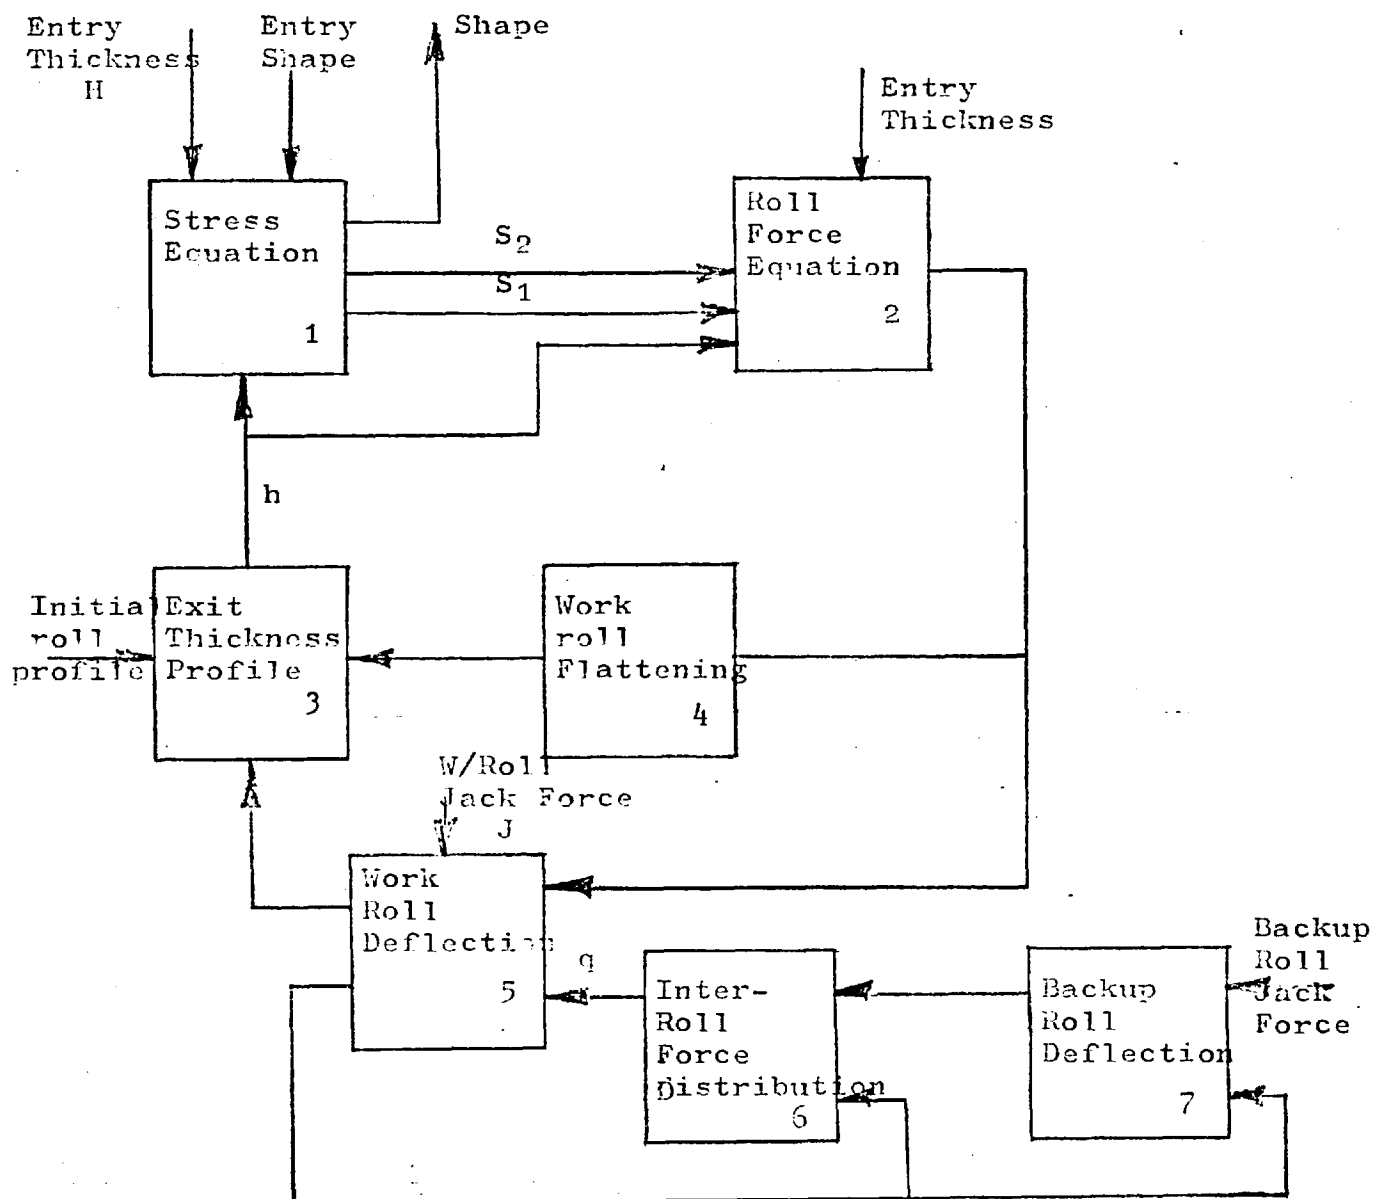 Entry
Thickness
H
Entry
Shape
Shape
Entry
Thickness
Stress
Equation
1
S2
S1
Roll
Force
Equation
2
h
Initial
roll
profile
Exit
Thickness
Profile
3
Work
roll
Flattening
4
W/Roll
Jack Force
J
Work
Roll
Deflection
5
q
Inter-
Roll
Force
Distribution
6
Backup
Roll
Deflection
7
Backup
Roll
Jack
Force